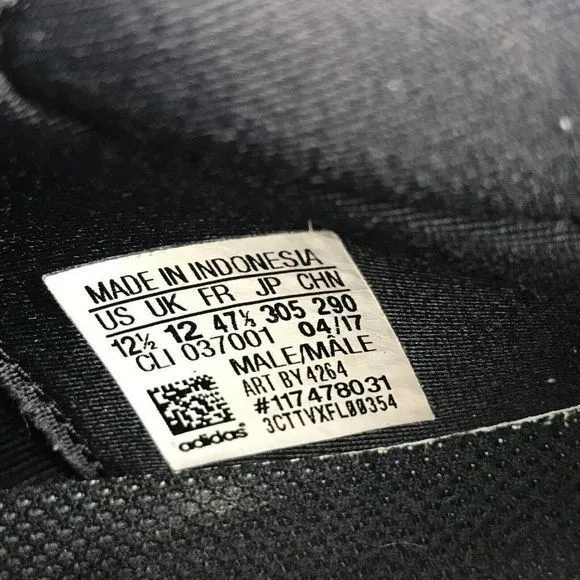 MADE IN INDONESIA
US UK FR JP CHN
12½ 12 47⅓ 305 290
CLI 037001 04/17
MALE/MÂLE
ART BY4264
#117478031
3CTTVXFL00354
adidas